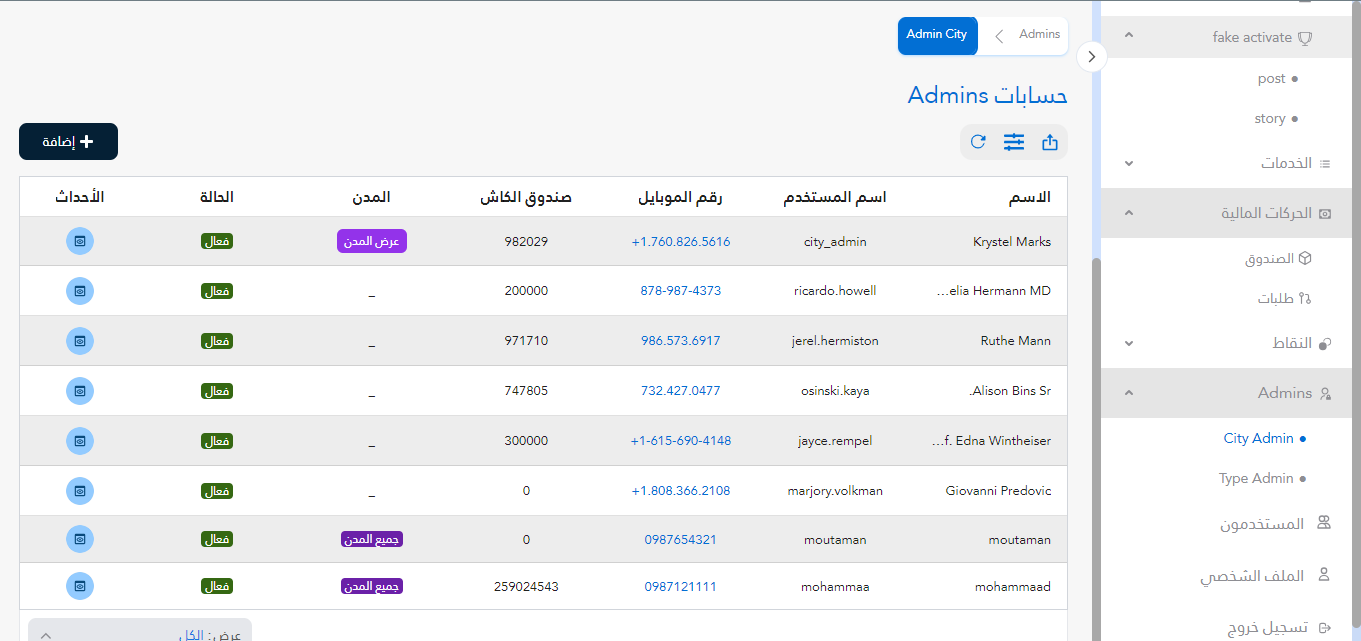 fake activate
post
story
الخدمات
الحركات المالية
الصندوق
طلبات
النقاط
Admins
City Admin
Type Admin
المستخدمون
الملف الشخصي
تسجيل خروج
Admins
Admin City
حسابات Admins
إضافة
الاسم اسم المستخدم رقم الموبايل صندوق الكاش المدن الحالة الأحداث
Krystel Marks city_admin +1.760.826.5616 982029 عرض المدن فعال
...elia Hermann MD ricardo.howell 878-987-4373 200000 _ فعال
Ruthe Mann jerel.hermiston 986.573.6917 971710 _ فعال
.Alison Bins Sr osinski.kaya 732.427.0477 747805 _ فعال
...f. Edna Wintheiser jayce.rempel +1-615-690-4148 300000 _ فعال
Giovanni Predovic marjory.volkman +1.808.366.2108 0 _ فعال
moutaman moutaman 0987654321 0 جميع المدن فعال
mohammaad mohammaa 0987121111 259024543 جميع المدن فعال
عرض: الكل